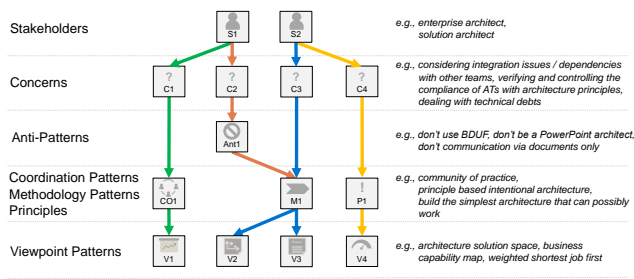 Stakeholders
S1
S2
e.g., enterprise architect,
solution architect
Concerns
?
C1
?
C2
?
C3
?
C4
e.g., considering integration issues / dependencies
with other teams, verifying and controlling the
compliance of ATs with architecture principles,
dealing with technical debts
Anti-Patterns
Ant1
e.g., don't use BDUF, don't be a PowerPoint architect,
don't communication via documents only
Coordination Patterns
Methodology Patterns
Principles
CO1
M1
!
P1
e.g., community of practice,
principle based intentional architecture,
build the simplest architecture that can possibly
work
Viewpoint Patterns
V1
V2
V3
V4
e.g., architecture solution space, business
capability map, weighted shortest job first